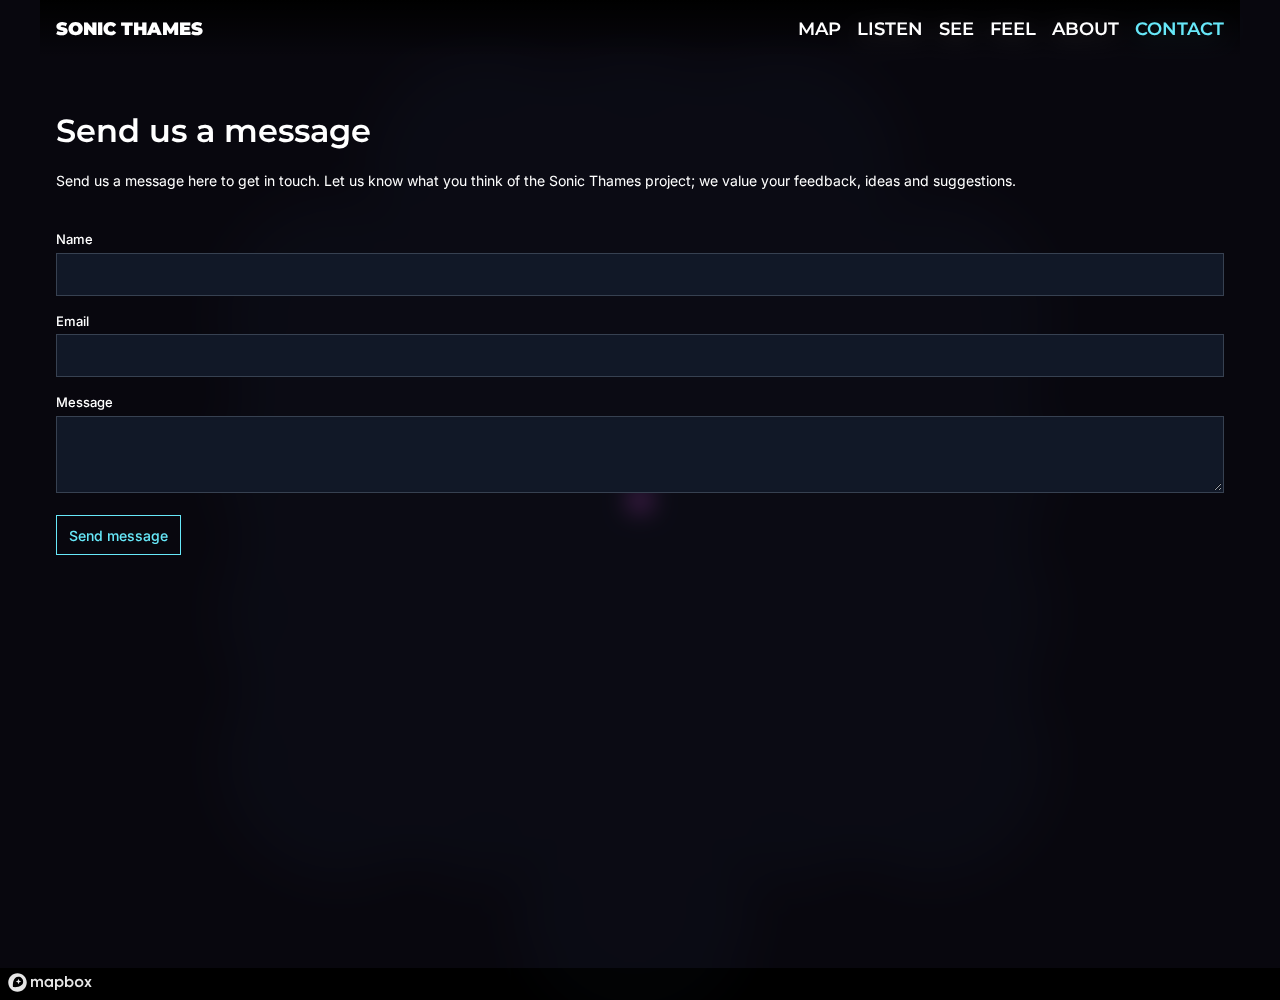 SONIC THAMES
MAP LISTEN SEE FEEL ABOUT CONTACT
Send us a message
Send us a message here to get in touch. Let us know what you think of the Sonic Thames project; we value your feedback, ideas and suggestions.
Name
Email
Message
Send message
mapbox